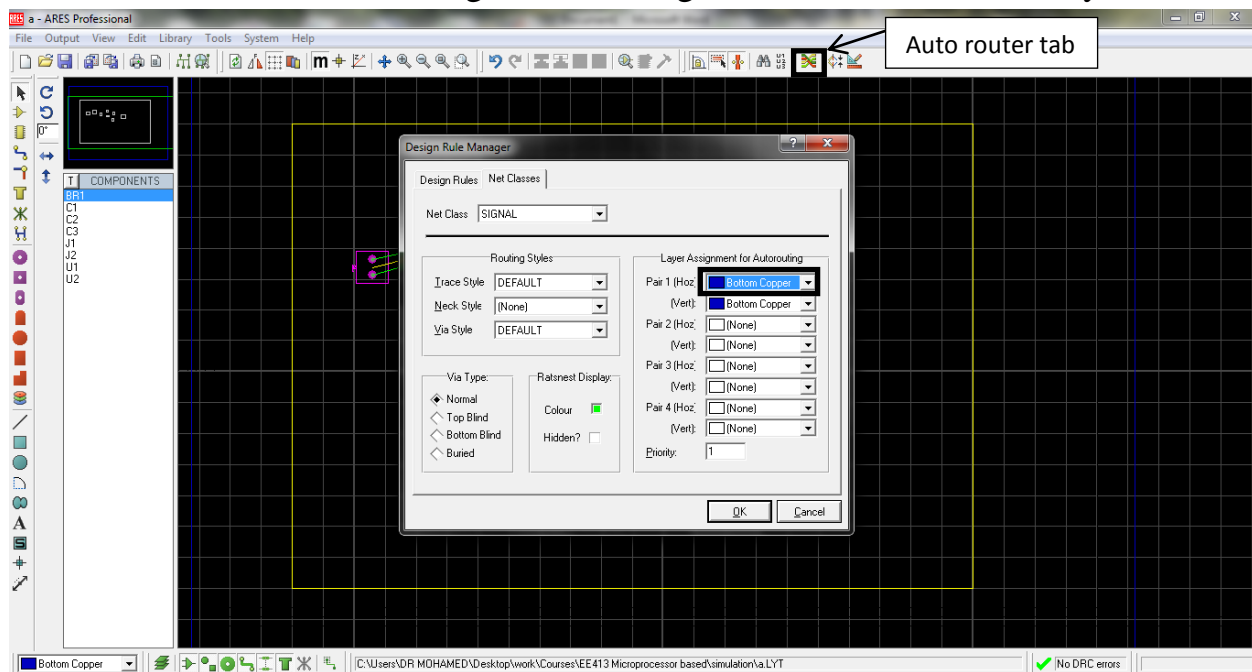 a - ARES Professional
File Output View Edit Library Tools System Help
Auto router tab
m
0°
T COMPONENTS
BR1
C1
C2
C3
J1
J2
U1
U2
A
S
Design Rule Manager
Design Rules Net Classes
Net Class SIGNAL
Routing Styles
Trace Style DEFAULT
Neck Style (None)
Via Style DEFAULT
Via Type:
Normal
Top Blind
Bottom Blind
Buried
Ratsnest Display:
Colour
Hidden?
Layer Assignment for Autorouting
Pair 1 (Hoz) Bottom Copper
(Vert): Bottom Copper
Pair 2 (Hoz) (None)
(Vert): (None)
Pair 3 (Hoz) (None)
(Vert): (None)
Pair 4 (Hoz) (None)
(Vert): (None)
Priority: 1
OK Cancel
Bottom Copper
C:\Users\DR MOHAMED\Desktop\work\Courses\EE413 Microprocessor based\simulation\a.LYT
No DRC errors